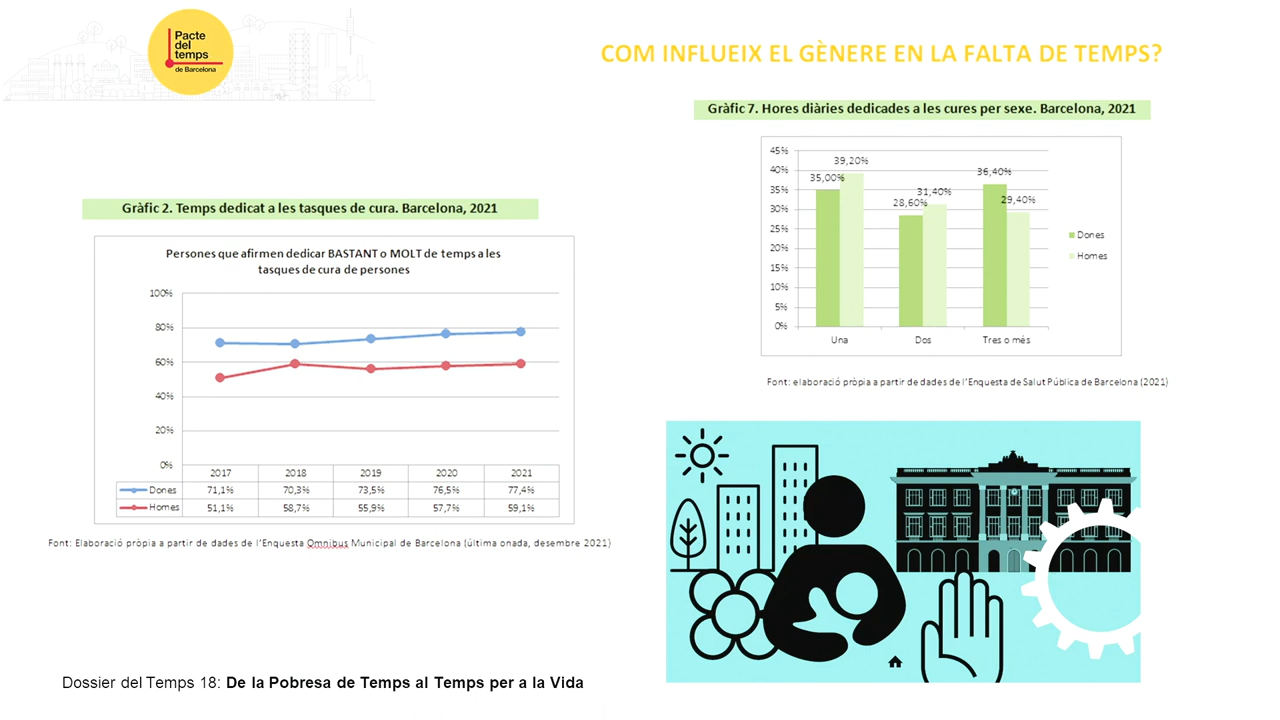 Pacte
del
temps
de Barcelona
COM INFLUEIX EL GÈNERE EN LA FALTA DE TEMPS?
Gràfic 2. Temps dedicat a les tasques de cura. Barcelona, 2021
Persones que afirmen dedicar BASTANT o MOLT de temps a les
tasques de cura de persones
100%
80%
60%
40%
20%
0%
2017 2018 2019 2020 2021
Dones 71,1% 70,3% 73,5% 76,5% 77,4%
Homes 51,1% 58,7% 55,9% 57,7% 59,1%
Font: Elaboració pròpia a partir de dades de l'Enquesta Omnibus Municipal de Barcelona (última onada, desembre 2021)
Gràfic 7. Hores diàries dedicades a les cures per sexe. Barcelona, 2021
45%
40%
35%
30%
25%
20%
15%
10%
5%
0%
35,00% 39,20% 28,60% 31,40% 36,40% 29,40%
Una Dos Tres o més
Dones
Homes
Font: elaboració pròpia a partir de dades de l'Enquesta de Salut Pública de Barcelona (2021)
Dossier del Temps 18: De la Pobresa de Temps al Temps per a la Vida